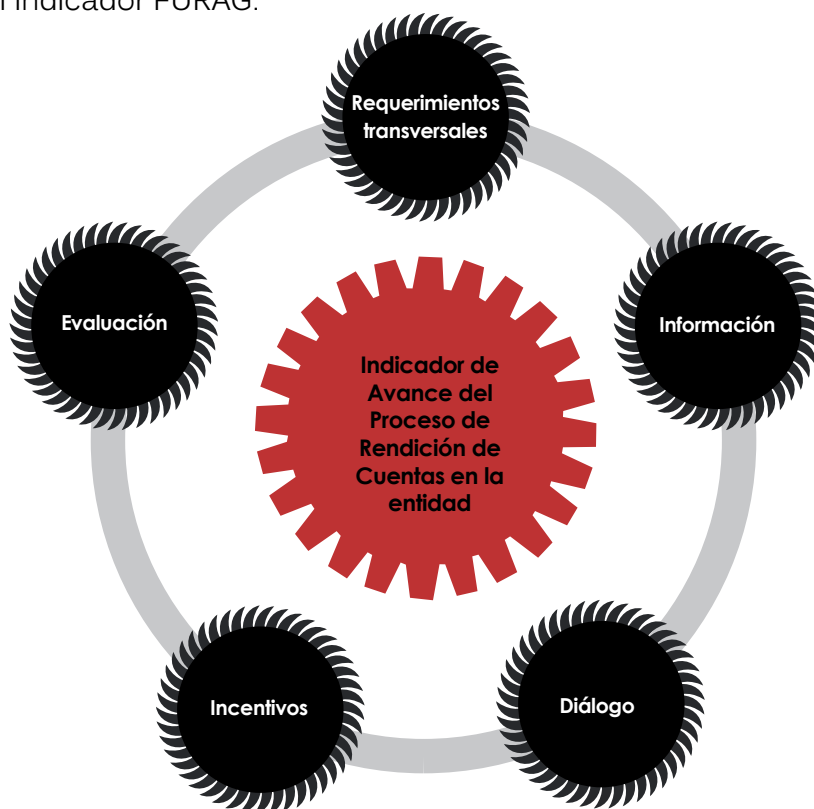 Indicador FURAG.
Requerimientos
transversales
Evaluación
Información
Indicador de
Avance del
Proceso de
Rendición de
Cuentas en la
entidad
Incentivos
Diálogo